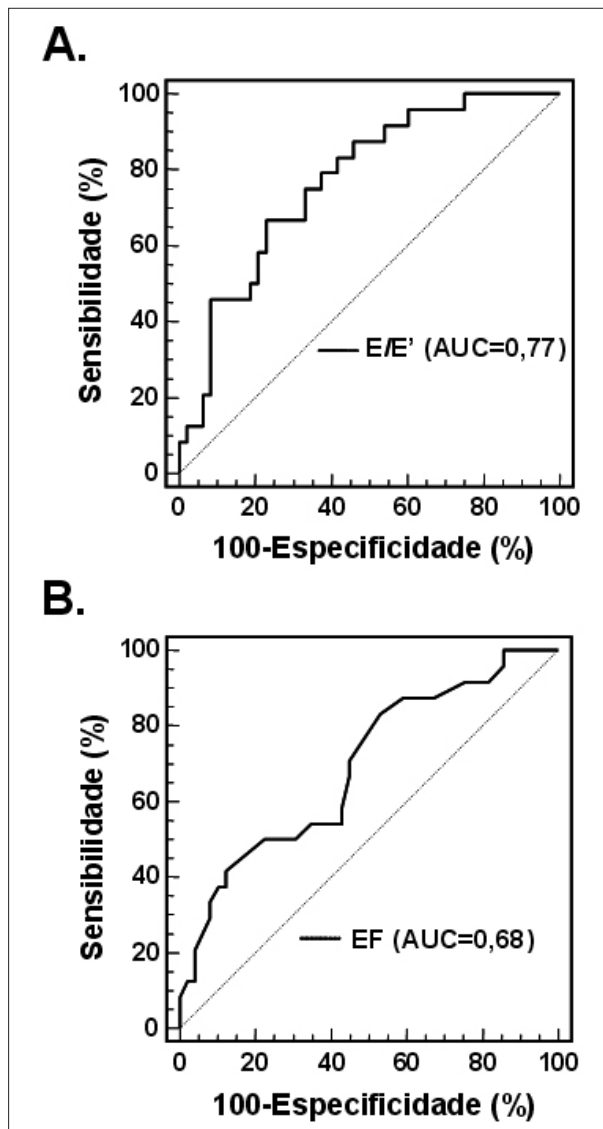 A.
Sensibilidade (%)
100
80
60
40
20
0
E/E' (AUC=0,77)
0 20 40 60 80 100
100-Especificidade (%)
B.
Sensibilidade (%)
100
80
60
40
20
0
EF (AUC=0,68)
0 20 40 60 80 100
100-Especificidade (%)